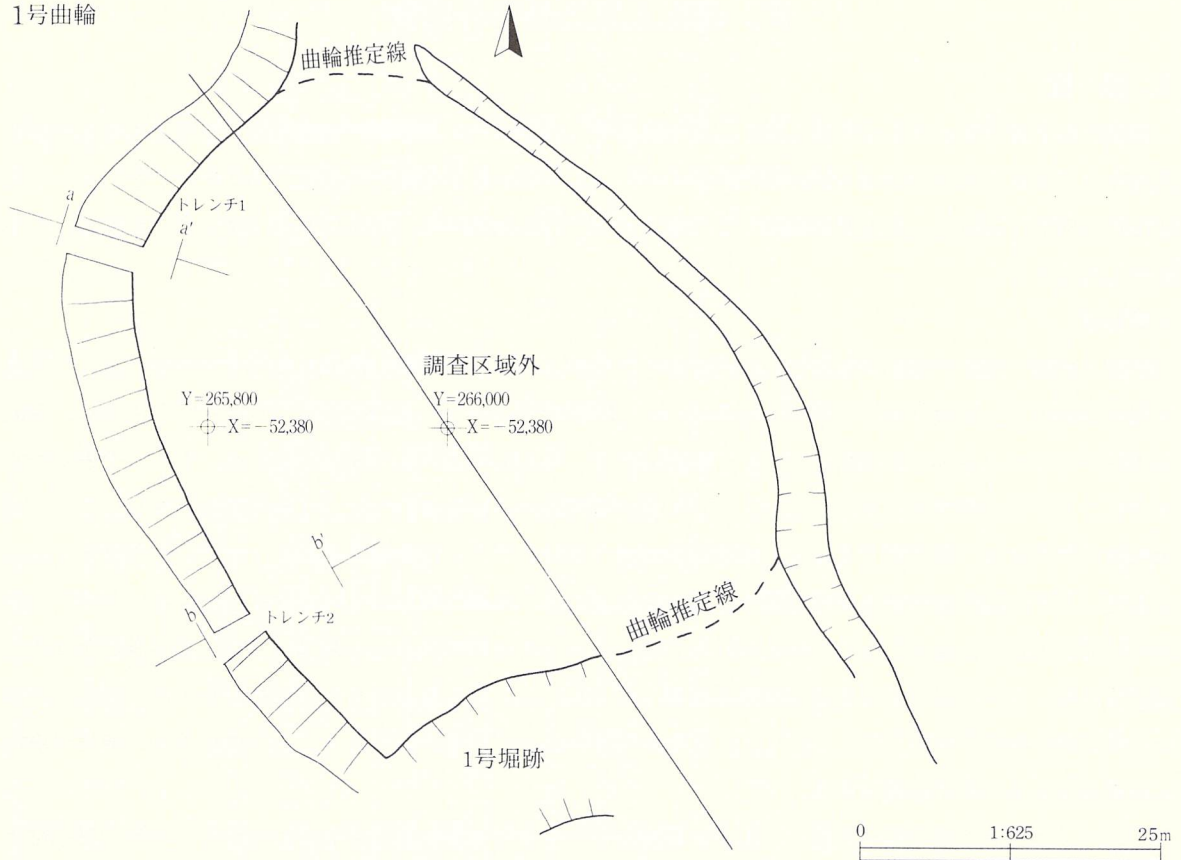 1号曲輪
曲輪推定線
a
トレンチ1
a'
調査区域外
Y=265,800
X=-52,380
Y=266,000
X=-52,380
b'
b
トレンチ2
曲輪推定線
1号堀跡
0 1:625 25m